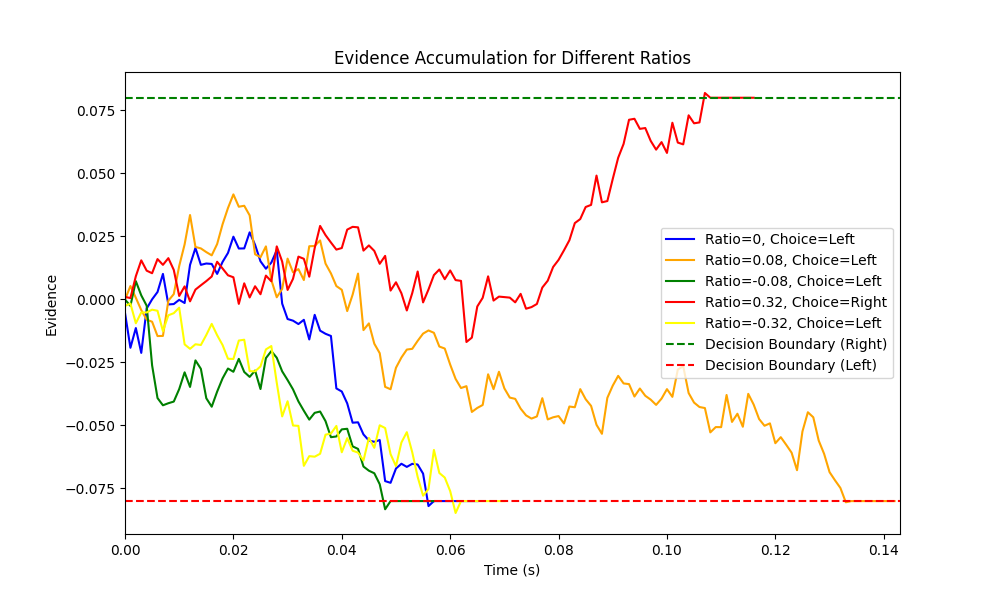 Evidence Accumulation for Different Ratios
Evidence
0.075
0.050
0.025
0.000
−0.025
−0.050
−0.075
Ratio=0, Choice=Left
Ratio=0.08, Choice=Left
Ratio=-0.08, Choice=Left
Ratio=0.32, Choice=Right
Ratio=-0.32, Choice=Left
Decision Boundary (Right)
Decision Boundary (Left)
0.00 0.02 0.04 0.06 0.08 0.10 0.12 0.14
Time (s)